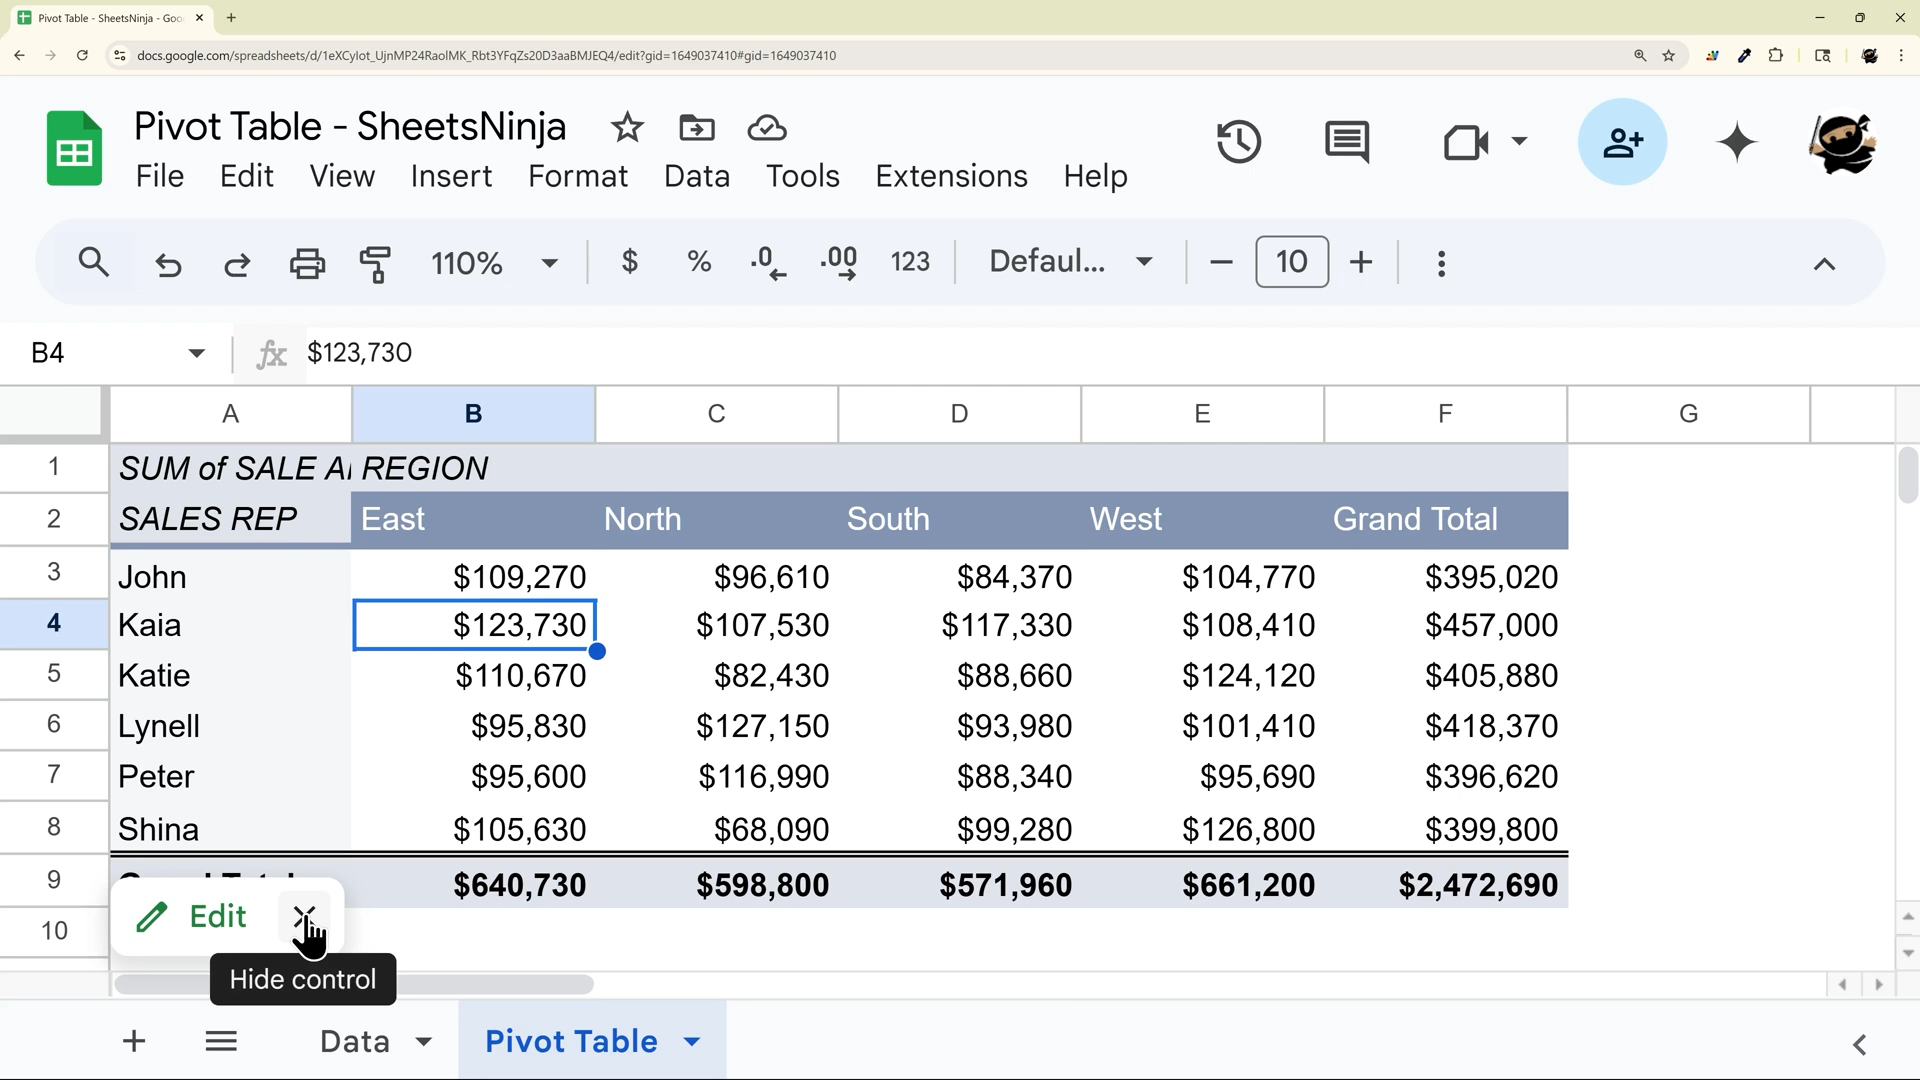 Pivot Table - SheetsNinja - Goo
docs.google.com/spreadsheets/d/1eXCylot_UjnMP24RaolMK_Rbt3YFqZs20D3aaBMJEQ4/edit?gid=1649037410#gid=1649037410
Pivot Table - SheetsNinja
File Edit View Insert Format Data Tools Extensions Help
110% $ % .0 .00 123 Defaul... 10
B4 fx $123,730
A B C D E F G
1 SUM of SALE A REGION
2 SALES REP East North South West Grand Total
3 John $109,270 $96,610 $84,370 $104,770 $395,020
4 Kaia $123,730 $107,530 $117,330 $108,410 $457,000
5 Katie $110,670 $82,430 $88,660 $124,120 $405,880
6 Lynell $95,830 $127,150 $93,980 $101,410 $418,370
7 Peter $95,600 $116,990 $88,340 $95,690 $396,620
8 Shina $105,630 $68,090 $99,280 $126,800 $399,800
9 $640,730 $598,800 $571,960 $661,200 $2,472,690
Edit
10
Hide control
Data Pivot Table